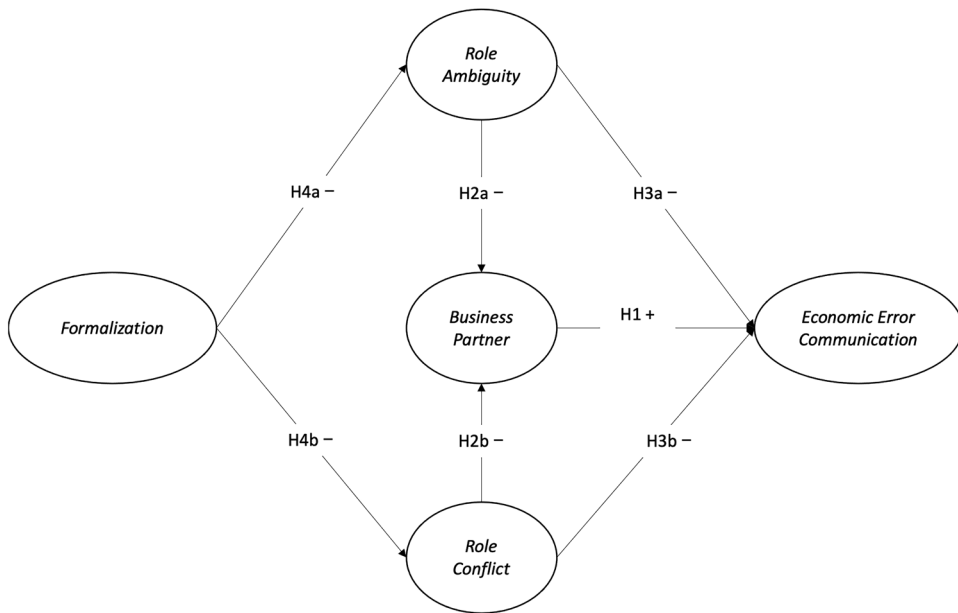 Role
Ambiguity
H4a –
H2a –
H3a –
Formalization
Business
Partner
H1 +
Economic Error
Communication
H4b –
H2b –
H3b –
Role
Conflict